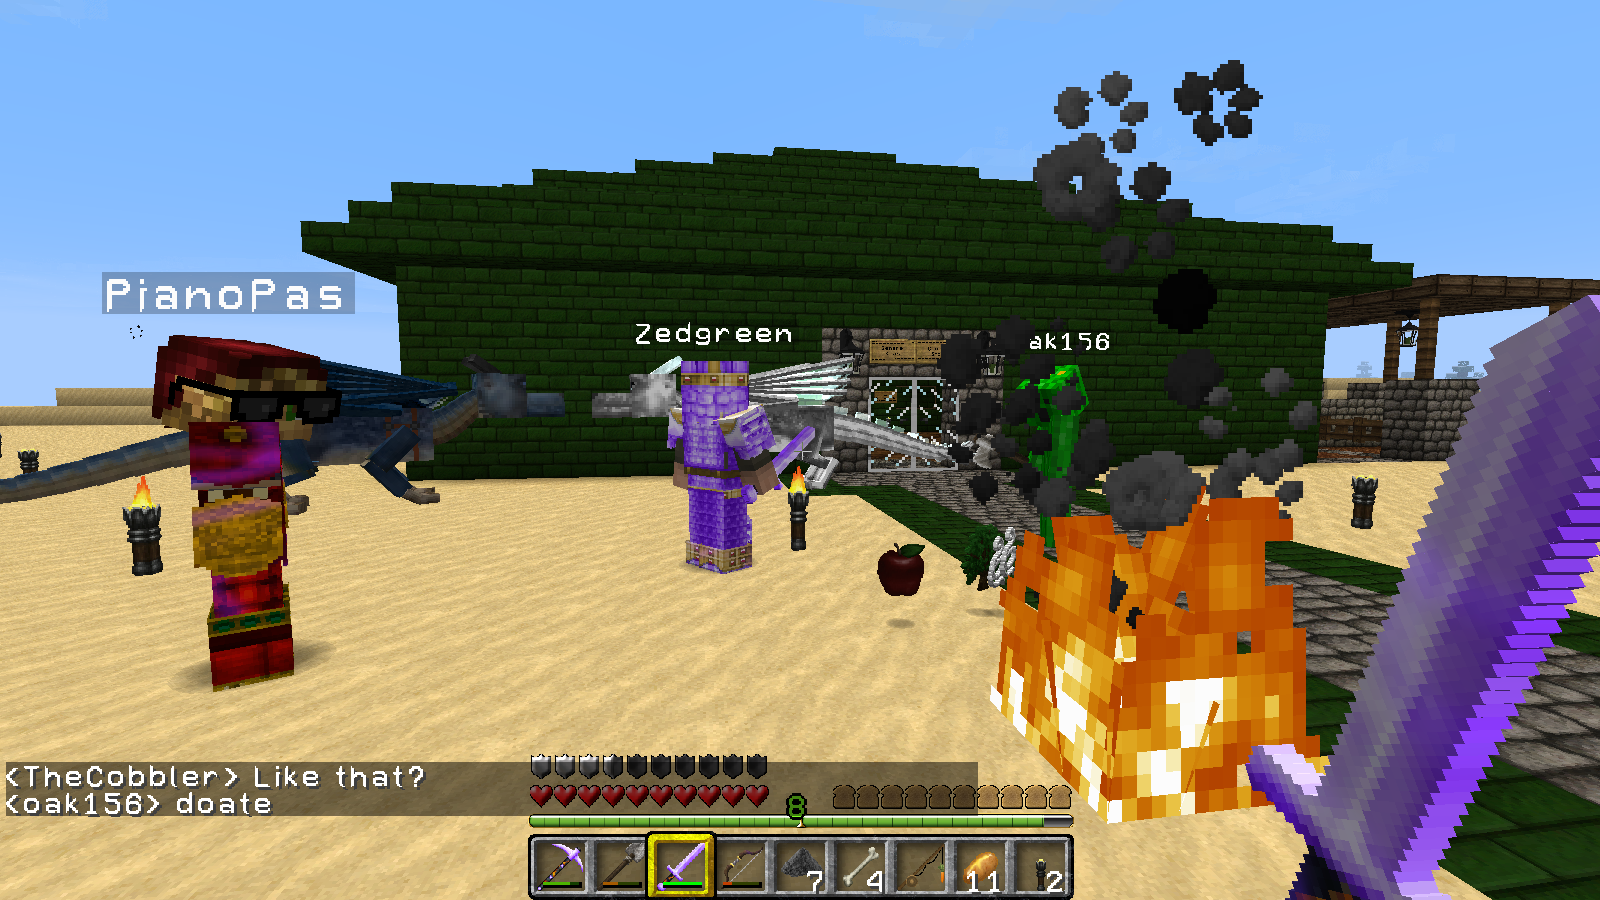 PianoPas
Zedgreen
ak156
<TheCobbler> Like that?
<oak156> doate
8
7
4
11
2